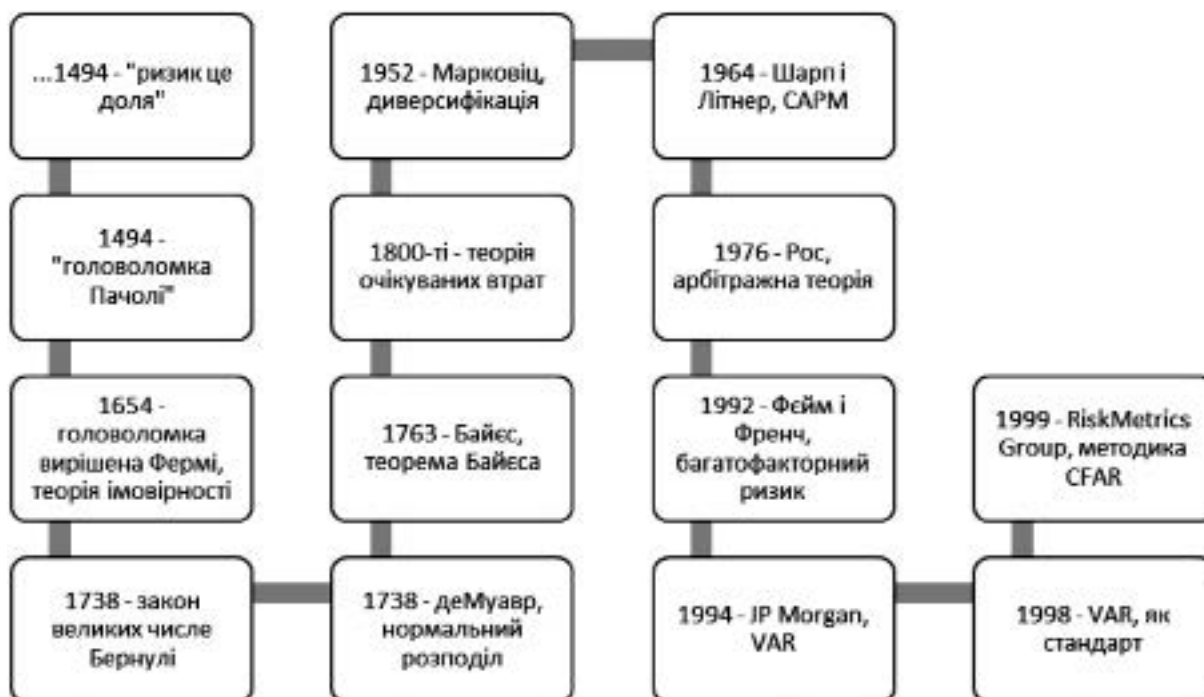 ...1494 - "ризик це
доля"
1494 -
"головоломка
Пачолі"
1654 -
головоломка
вирішена Фермі,
теорія імовірності
1738 - закон
великих числе
Бернулі
1738 - деМуавр,
нормальний
розподіл
1763 - Байєс,
теорема Байєса
1800-ті - теорія
очікуваних втрат
1952 - Марковіц,
диверсифікація
1964 - Шарп і
Літнер, CAPM
1976 - Рос,
арбітражна теорія
1992 - Фєйм і
Френч,
багатофакторний
ризик
1994 - JP Morgan,
VAR
1998 - VAR, як
стандарт
1999 - RiskMetrics
Group, методика
CFAR